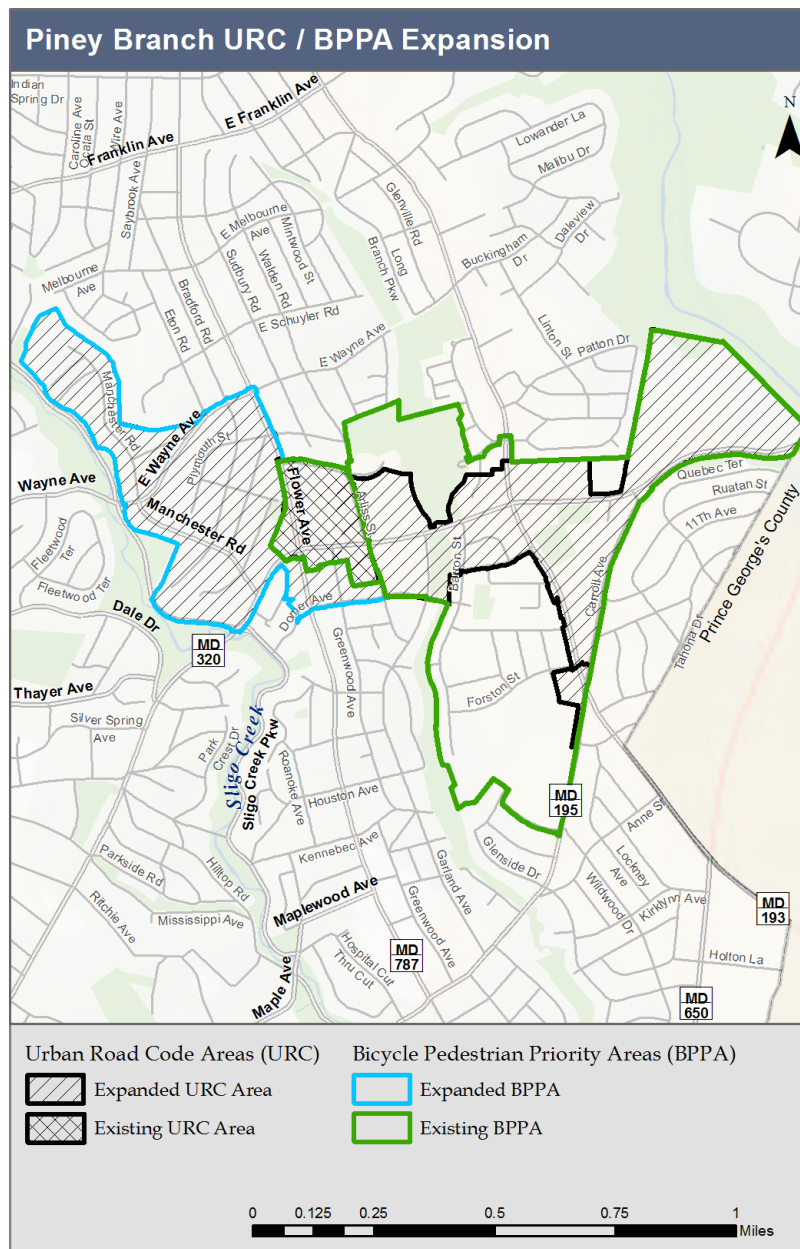 Piney Branch URC / BPPA Expansion
Indian
Spring Dr
Caroline Ave
Ocala St
Wire Ave
E Franklin Ave
Franklin Ave
N
Lowander La
Malibu Dr
Saybrook Ave
Glenville Rd
E Melbourne
Ave
Mintwood St
Walden Rd
Sudbury Rd
Long
Branch Pkw
Buckingham
Dr
Daleview
Dr
Melbourne
Ave
Bradford Rd
Eton Rd
E Schuyler Rd
E Wayne Ave
Linton St
Patton Dr
Manchester Rd
E Wayne Ave
Plymouth St
Wayne Ave
Manchester Rd
Flower Ave
Arliss St
Quebec Ter
Ruatan St
11Th Ave
Fleetwood
Ter
Fleetwood Ter
Barron St
Carroll Ave
Prince George's County
Domer Ave
Dale Dr
MD
320
Greenwood Ave
Tahona Dr
Thayer Ave
Forston St
Silver Spring
Ave
Park
Crest Dr
Sligo Creek
Sligo Creek Pkw
Roanoke Ave
Houston Ave
MD
195
Anne St
Kennebec Ave
Glenside Dr
Parkside Rd
Hilltop Rd
Garland Ave
Lockney
Ave
Wildwood Dr
Kirklynn Ave
Maplewood Ave
Ritchie Ave
Mississippi Ave
Greenwood Ave
MD
193
Hospital Cut
Thru Cut
MD
787
Holton La
Maple Ave
MD
650
Urban Road Code Areas (URC)
Expanded URC Area
Existing URC Area
Bicycle Pedestrian Priority Areas (BPPA)
Expanded BPPA
Existing BPPA
0 0.125 0.25 0.5 0.75 1
Miles